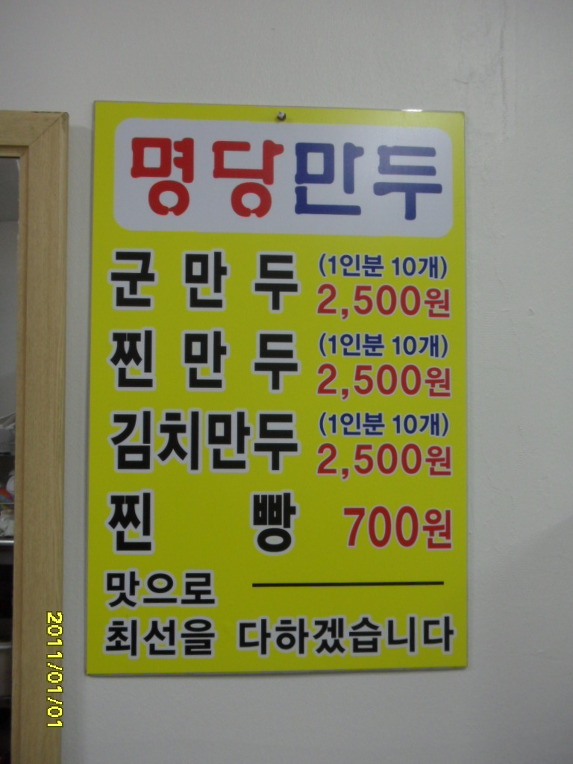 명당만두
군만두 (1인분 10개)
2,500원
찐만두 (1인분 10개)
2,500원
김치만두 (1인분 10개)
2,500원
찐빵 700원
맛으로
최선을 다하겠습니다
2011/01/01